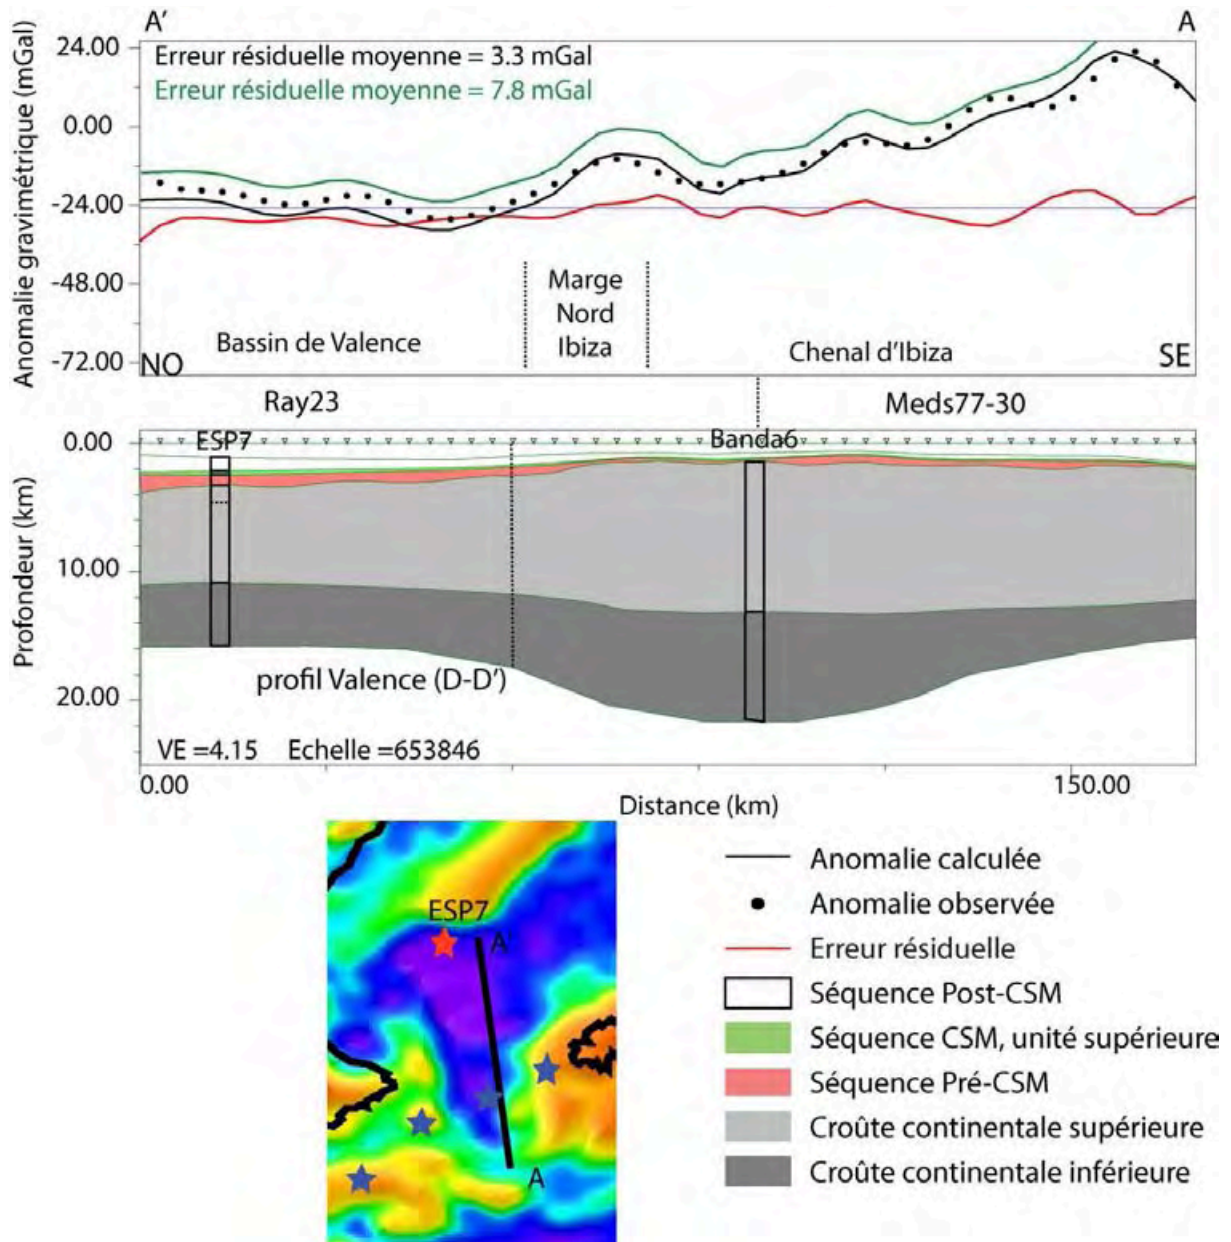 A'
A
24.00
Erreur résiduelle moyenne = 3.3 mGal
Erreur résiduelle moyenne = 7.8 mGal
0.00
-24.00
-48.00
-72.00
Anomalie gravimétrique (mGal)
Marge
Nord
Ibiza
Bassin de Valence
Chenal d'Ibiza
NO
SE
Ray23
Meds77-30
0.00
ESP7
Banda6
10.00
20.00
Profondeur (km)
profil Valence (D-D')
VE =4.15 Echelle =653846
0.00
150.00
Distance (km)
ESP7
A'
A
Anomalie calculée
Anomalie observée
Erreur résiduelle
Séquence Post-CSM
Séquence CSM, unité supérieure
Séquence Pré-CSM
Croûte continentale supérieure
Croûte continentale inférieure